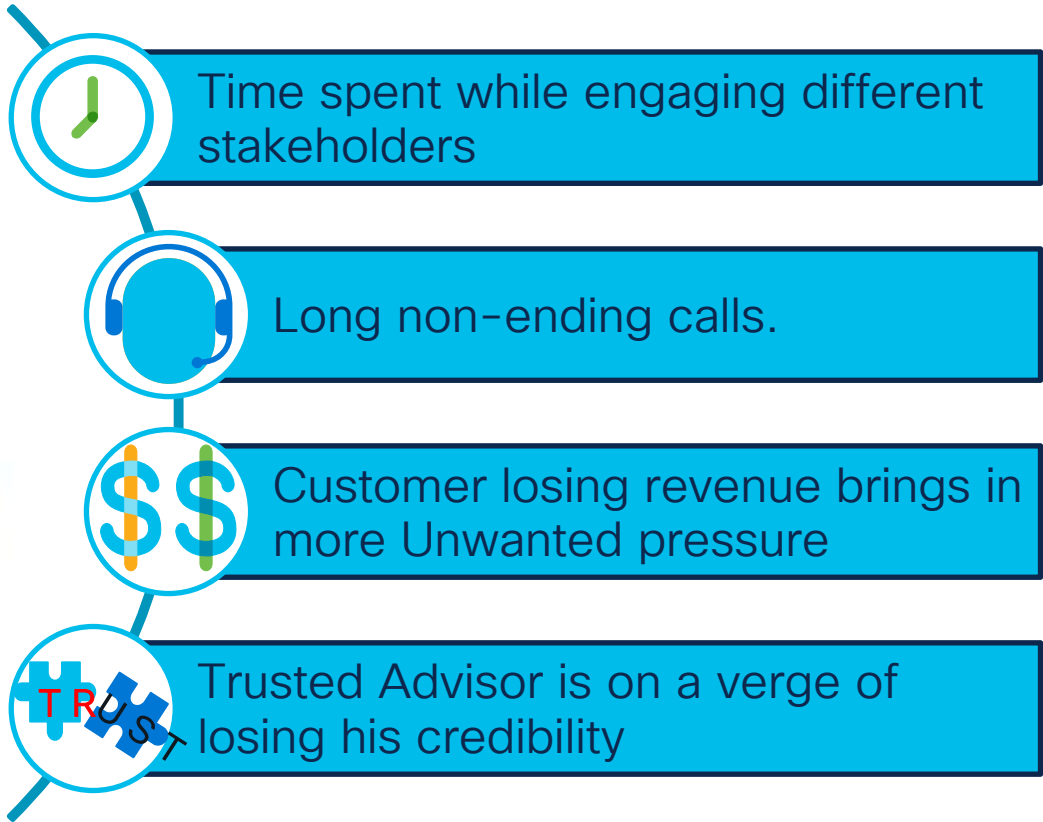 Time spent while engaging different
stakeholders
Long non-ending calls.
$$
Customer losing revenue brings in
more Unwanted pressure
TRUST
Trusted Advisor is on a verge of
losing his credibility